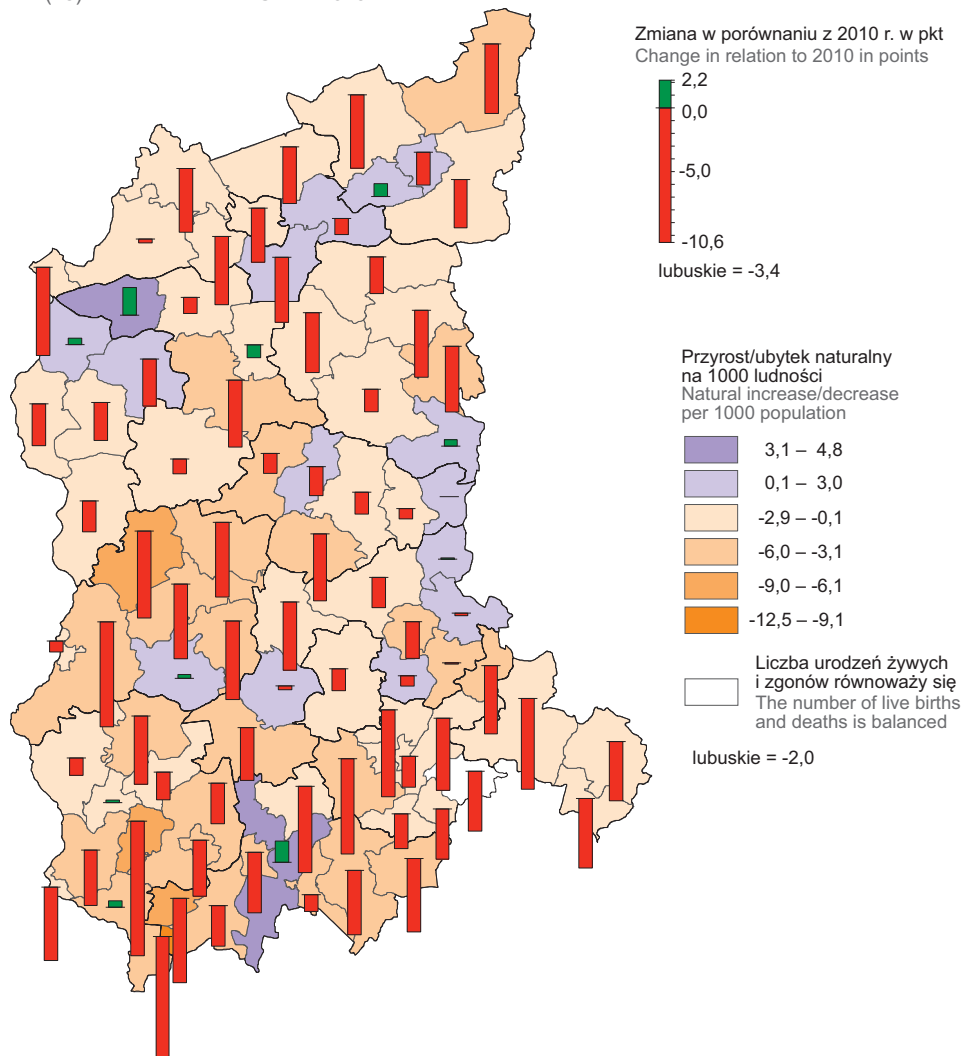 Zmiana w porównaniu z 2010 r. w pkt
Change in relation to 2010 in points
2,2
0,0
-5,0
-10,6
lubuskie = -3,4
Przyrost/ubytek naturalny
na 1000 ludności
Natural increase/decrease
per 1000 population
3,1 – 4,8
0,1 – 3,0
-2,9 – -0,1
-6,0 – -3,1
-9,0 – -6,1
-12,5 – -9,1
Liczba urodzeń żywych
i zgonów równoważy się
The number of live births
and deaths is balanced
lubuskie = -2,0